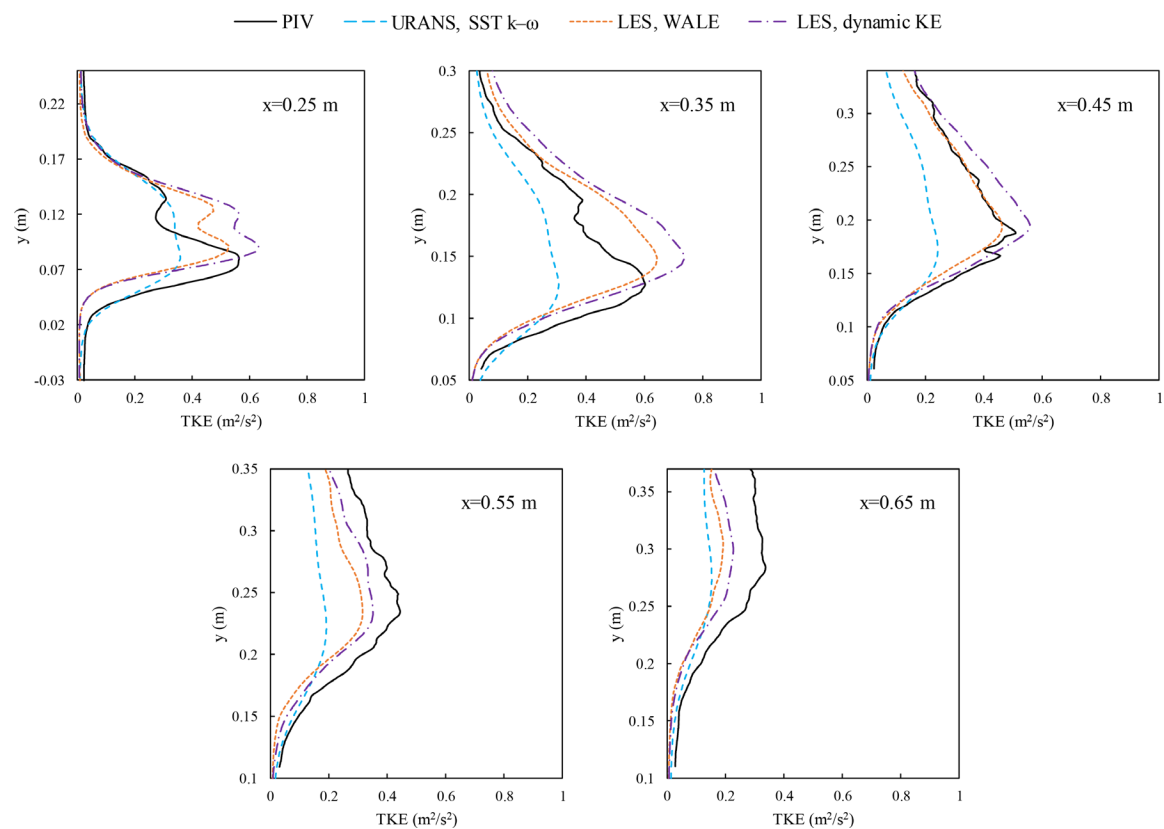 PIV URANS, SST k–ω LES, WALE LES, dynamic KE
x=0.25 m
y (m)
0.22
0.17
0.12
0.07
0.02
-0.03
0 0.2 0.4 0.6 0.8 1
TKE (m²/s²)
x=0.35 m
y (m)
0.3
0.25
0.2
0.15
0.1
0.05
0 0.2 0.4 0.6 0.8 1
TKE (m²/s²)
x=0.45 m
y (m)
0.3
0.25
0.2
0.15
0.1
0.05
0 0.2 0.4 0.6 0.8 1
TKE (m²/s²)
x=0.55 m
y (m)
0.35
0.3
0.25
0.2
0.15
0.1
0 0.2 0.4 0.6 0.8 1
TKE (m²/s²)
x=0.65 m
y (m)
0.35
0.3
0.25
0.2
0.15
0.1
0 0.2 0.4 0.6 0.8 1
TKE (m²/s²)